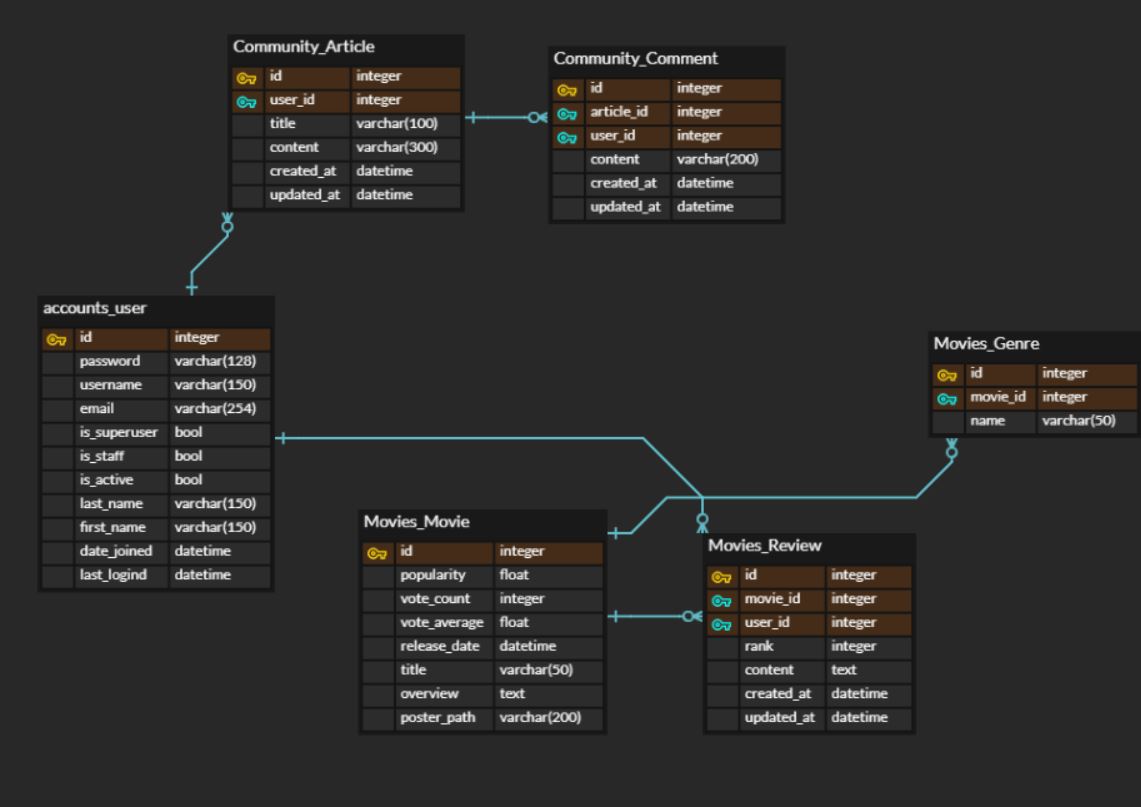 Community_Article
id integer
user_id integer
title varchar(100)
content varchar(300)
created_at datetime
updated_at datetime
Community_Comment
id integer
article_id integer
user_id integer
content varchar(200)
created_at datetime
updated_at datetime
accounts_user
id integer
password varchar(128)
username varchar(150)
email varchar(254)
is_superuser bool
is_staff bool
is_active bool
last_name varchar(150)
first_name varchar(150)
date_joined datetime
last_logind datetime
Movies_Genre
id integer
movie_id integer
name varchar(50)
Movies_Movie
id integer
popularity float
vote_count integer
vote_average float
release_date datetime
title varchar(50)
overview text
poster_path varchar(200)
Movies_Review
id integer
movie_id integer
user_id integer
rank integer
content text
created_at datetime
updated_at datetime